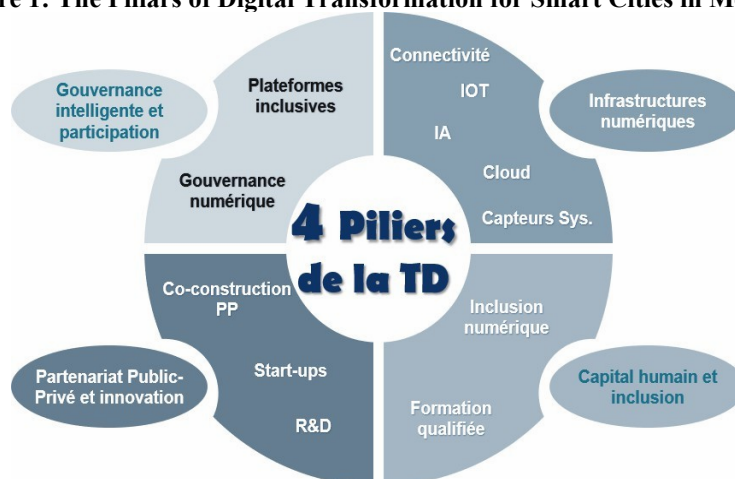 re 1: The Pillars of Digital Transformation for Smart Cities in M
Gouvernance
intelligente et
participation
Plateformes
inclusives
Gouvernance
numérique
Connectivité
IOT
IA
Cloud
Capteurs Sys.
Infrastructures
numériques
4 Piliers
de la TD
Co-construction
PP
Start-ups
R&D
Partenariat Public-
Privé et innovation
Inclusion
numérique
Formation
qualifiée
Capital humain et
inclusion